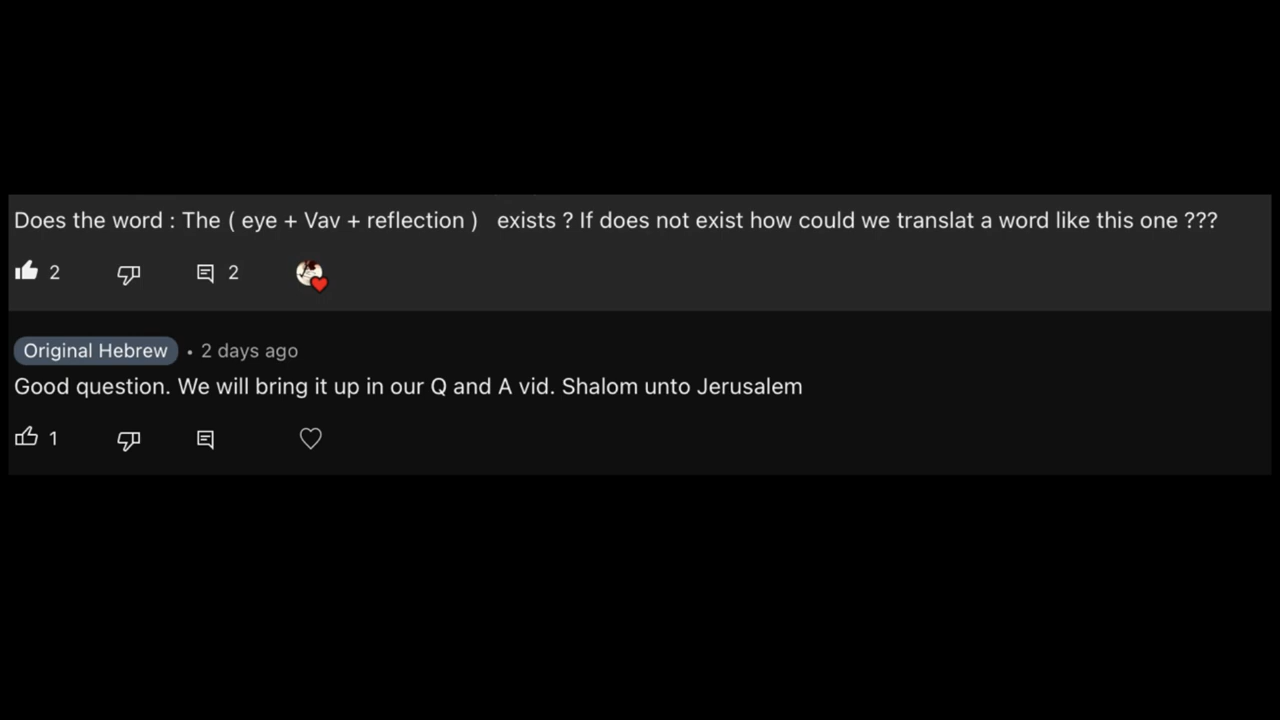 Does the word : The ( eye + Vav + reflection ) exists ? If does not exist how could we translat a word like this one ???
2 2
Original Hebrew • 2 days ago
Good question. We will bring it up in our Q and A vid. Shalom unto Jerusalem
1